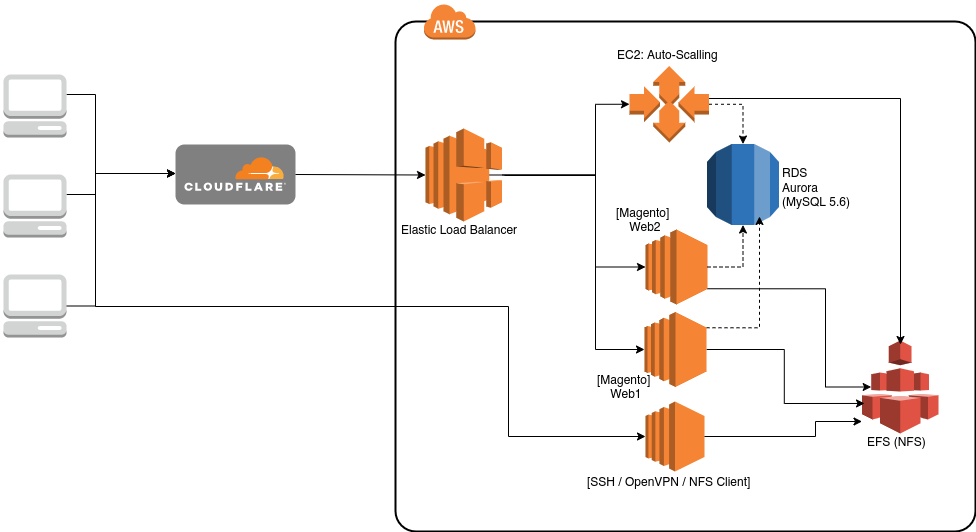 AWS
EC2: Auto-Scalling
CLOUDFLARE
RDS
Aurora
(MySQL 5.6)
Elastic Load Balancer
[Magento]
Web2
[Magento]
Web1
EFS (NFS)
[SSH / OpenVPN / NFS Client]